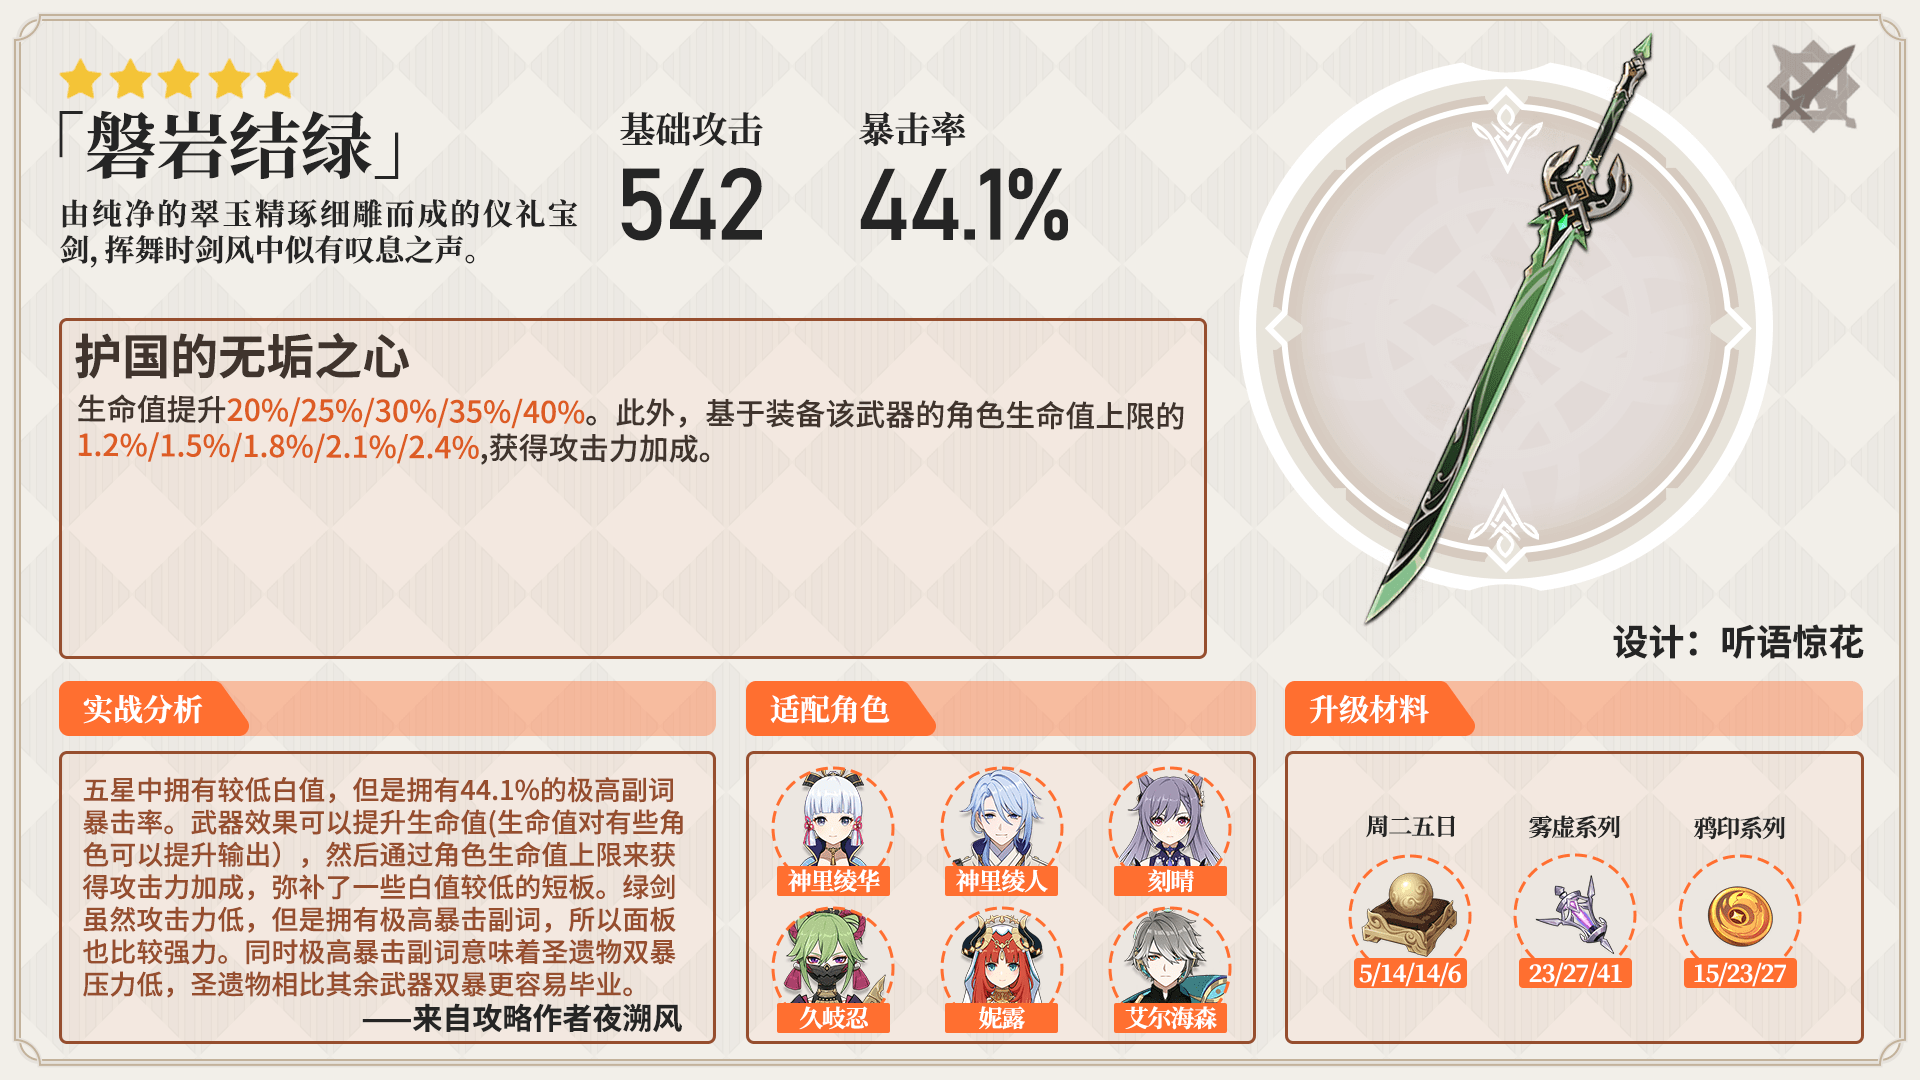 「磐岩结绿」
由纯净的翠玉精琢细雕而成的仪礼宝
剑,挥舞时剑风中似有叹息之声。
基础攻击
542
暴击率
44.1%
护国的无垢之心
生命值提升20%/25%/30%/35%/40%。此外，基于装备该武器的角色生命值上限的
1.2%/1.5%/1.8%/2.1%/2.4%,获得攻击力加成。
设计：听语惊花
实战分析
五星中拥有较低白值，但是拥有44.1%的极高副词
暴击率。武器效果可以提升生命值(生命值对有些角
色可以提升输出），然后通过角色生命值上限来获
得攻击力加成，弥补了一些白值较低的短板。绿剑
虽然攻击力低，但是拥有极高暴击副词，所以面板
也比较强力。同时极高暴击副词意味着圣遗物双暴
压力低，圣遗物相比其余武器双暴更容易毕业。
——来自攻略作者夜溯风
适配角色
神里绫华
神里绫人
刻晴
久岐忍
妮露
艾尔海森
升级材料
周二五日
雾虚系列
鸦印系列
5/14/14/6
23/27/41
15/23/27